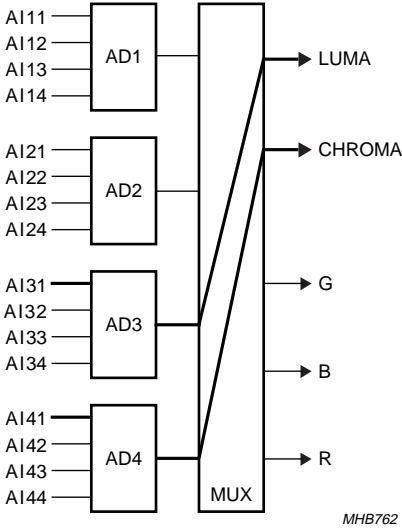 AI11
AI12
AI13
AI14
AD1
AI21
AI22
AI23
AI24
AD2
AI31
AI32
AI33
AI34
AD3
AI41
AI42
AI43
AI44
AD4
MUX
LUMA
CHROMA
G
B
R
MHB762